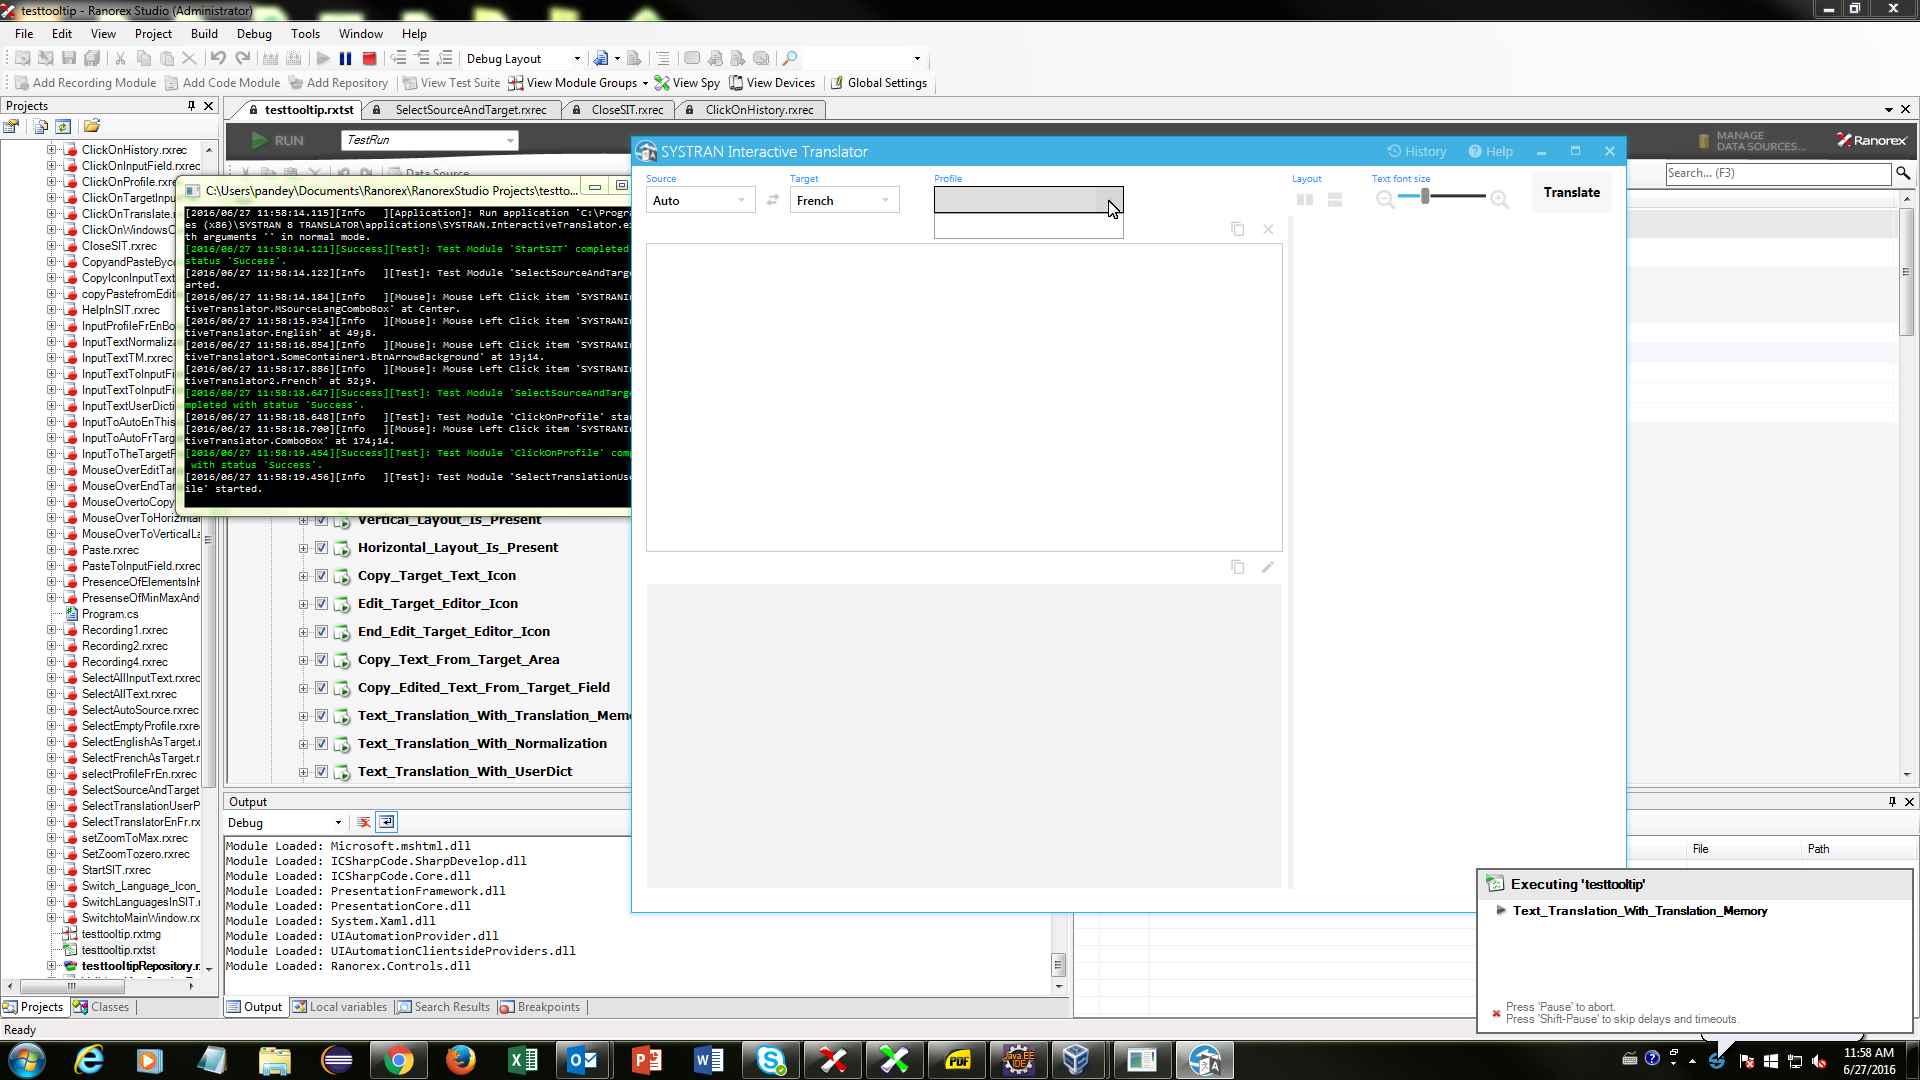 testtooltip - Ranorex Studio (Administrator)
File Edit View Project Build Debug Tools Window Help
Debug Layout
Add Recording Module Add Code Module Add Repository View Test Suite View Module Groups View Spy View Devices Global Settings
Projects
testtooltip.rxtst SelectSourceAndTarget.rxrec CloseSIT.rxrec ClickOnHistory.rxrec
RUN TestRun
MANAGE DATA SOURCES... Ranorex
Data Source
Search... (F3)
ClickOnHistory.rxrec
ClickOnInputField.rxrec
ClickOnProfile.rxre
ClickOnTargetInpu
ClickOnTranslate.r
ClickOnWindowsC
CloseSIT.rxrec
CopyandPasteByco
CopyIconInputText
copyPastefromEdit
HelpInSIT.rxrec
InputProfileFrEnBo
InputTextNormaliza
InputTextTM.rxrec
InputTextToInputFi
InputTextToInputFi
InputTextUserDicti
InputToAutoEnThis
InputToAutoFrTarg
InputToTheTargetF
MouseOverEditTar
MouseOverEndTar
MouseOvertoCopy
MouseOverToHorizintal
MouseOverToVerticalLa
Paste.rxrec
PasteToInputField.rxrec
PresenceOfElementsInH
PresenseOfMinMaxAnd
Program.cs
Recording1.rxrec
Recording2.rxrec
Recording4.rxrec
SelectAllInputText.rxrec
SelectAllText.rxrec
SelectAutoSource.rxrec
SelectEmptyProfile.rxrec
SelectEnglishAsTarget.r
SelectFrenchAsTarget.r
selectProfileFrEn.rxrec
SelectSourceAndTarget
SelectTranslationUserP
SelectTranslatorEnFr.rx
setZoomToMax.rxrec
SetZoomTozero.rxrec
StartSIT.rxrec
Switch_Language_Icon_
SwitchLanguagesInSIT.r
SwitchtoMainWindow.rx
testtooltip.rxtmg
testtooltip.rxtst
testtooltipRepository.r
Projects Classes
Ready
C:\Users\pandey\Documents\Ranorex\RanorexStudio Projects\testto...
[2016/06/27 11:58:14.115][Info ][Application]: Run application 'C:\Progr
es (x86)\SYSTRAN 8 TRANSLATOR\applications\SYSTRAN.InteractiveTranslator.ex
th arguments '' in normal mode.
[2016/06/27 11:58:14.121][Success][Test]: Test Module 'StartSIT' completed
status 'Success'.
[2016/06/27 11:58:14.122][Info ][Test]: Test Module 'SelectSourceAndTarge
arted.
[2016/06/27 11:58:14.184][Info ][Mouse]: Mouse Left Click item 'SYSTRANIn
tiveTranslator.MSourceLangComboBox' at Center.
[2016/06/27 11:58:15.934][Info ][Mouse]: Mouse Left Click item 'SYSTRANIn
tiveTranslator.English' at 49;8.
[2016/06/27 11:58:16.854][Info ][Mouse]: Mouse Left Click item 'SYSTRANIn
tiveTranslator1.SomeContainer1.BtnArrowBackground' at 13;14.
[2016/06/27 11:58:17.886][Info ][Mouse]: Mouse Left Click item 'SYSTRANIn
tiveTranslator2.French' at 52;9.
[2016/06/27 11:58:18.647][Success][Test]: Test Module 'SelectSourceAndTarge
mpleted with status 'Success'.
[2016/06/27 11:58:18.648][Info ][Test]: Test Module 'ClickOnProfile' star
[2016/06/27 11:58:18.700][Info ][Mouse]: Mouse Left Click item 'SYSTRANIn
tiveTranslator.ComboBox' at 174;14.
[2016/06/27 11:58:19.454][Success][Test]: Test Module 'ClickOnProfile' comp
with status 'Success'.
[2016/06/27 11:58:19.456][Info ][Test]: Test Module 'SelectTranslationUse
ile' started.
Vertical_Layout_Is_Present
Horizontal_Layout_Is_Present
Copy_Target_Text_Icon
Edit_Target_Editor_Icon
End_Edit_Target_Editor_Icon
Copy_Text_From_Target_Area
Copy_Edited_Text_From_Target_Field
Text_Translation_With_Translation_Memo
Text_Translation_With_Normalization
Text_Translation_With_UserDict
Output
Debug
Module Loaded: Microsoft.mshtml.dll
Module Loaded: ICSharpCode.SharpDevelop.dll
Module Loaded: ICSharpCode.Core.dll
Module Loaded: PresentationFramework.dll
Module Loaded: PresentationCore.dll
Module Loaded: System.Xaml.dll
Module Loaded: UIAutomationProvider.dll
Module Loaded: UIAutomationClientsideProviders.dll
Module Loaded: Ranorex.Controls.dll
Output Local variables Search Results Breakpoints
SYSTRAN Interactive Translator History Help
Source Target Profile Layout Text font size
Auto French Translate
File Path
Executing 'testtooltip'
Text_Translation_With_Translation_Memory
Press 'Pause' to abort.
Press 'Shift-Pause' to skip delays and timeouts.
11:58 AM
6/27/2016